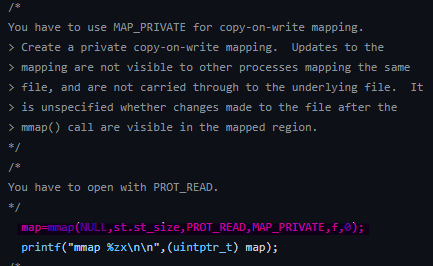 /*
You have to use MAP_PRIVATE for copy-on-write mapping.
> Create a private copy-on-write mapping.  Updates to the
> mapping are not visible to other processes mapping the same
> file, and are not carried through to the underlying file.  It
> is unspecified whether changes made to the file after the
> mmap() call are visible in the mapped region.
*/
/*
You have to open with PROT_READ.
*/
map=mmap(NULL,st.st_size,PROT_READ,MAP_PRIVATE,f,0);
printf("mmap %zx\n\n",(uintptr_t) map);
/*